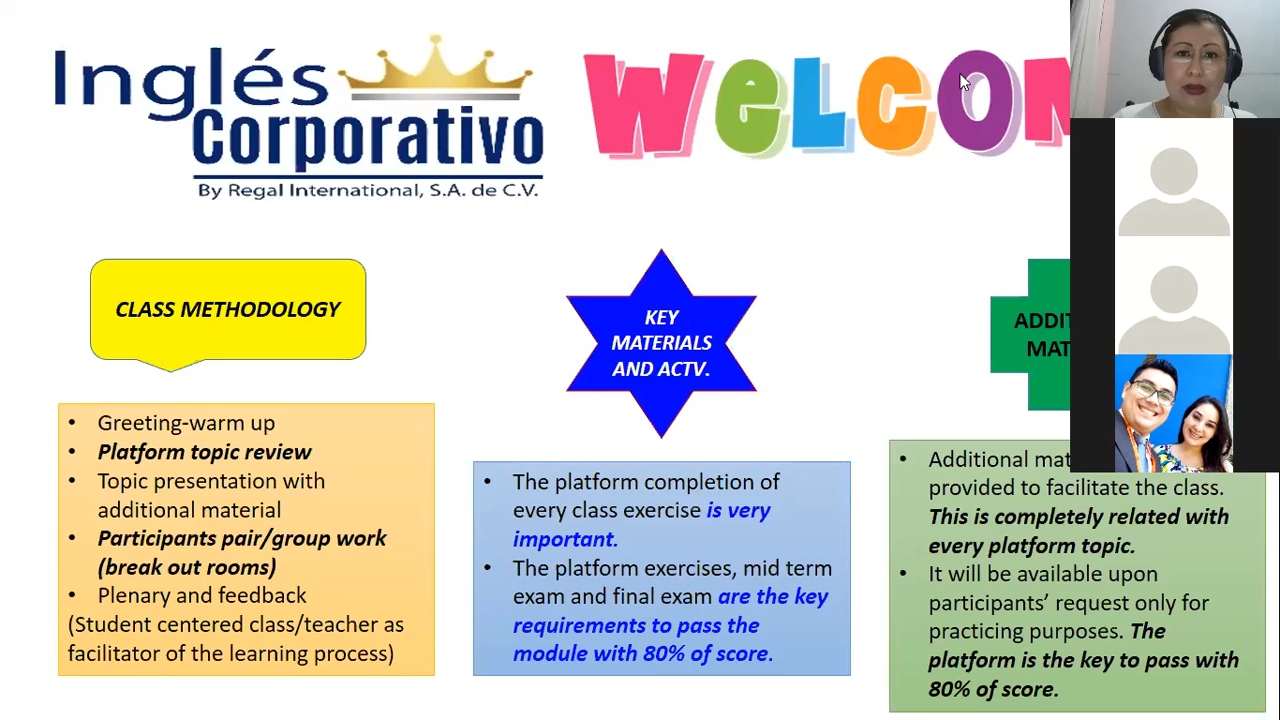 Inglés
Corporativo
By Regal International, S.A. de C.V.
WELCO
CLASS METHODOLOGY
KEY
MATERIALS
AND ACTV.
ADDIT
MAT
• Greeting-warm up
• Platform topic review
• Topic presentation with
additional material
• Participants pair/group work
(break out rooms)
• Plenary and feedback
(Student centered class/teacher as
facilitator of the learning process)
• The platform completion of
every class exercise is very
important.
• The platform exercises, mid term
exam and final exam are the key
requirements to pass the
module with 80% of score.
• Additional mat
provided to facilitate the class.
This is completely related with
every platform topic.
• It will be available upon
participants’ request only for
practicing purposes. The
platform is the key to pass with
80% of score.